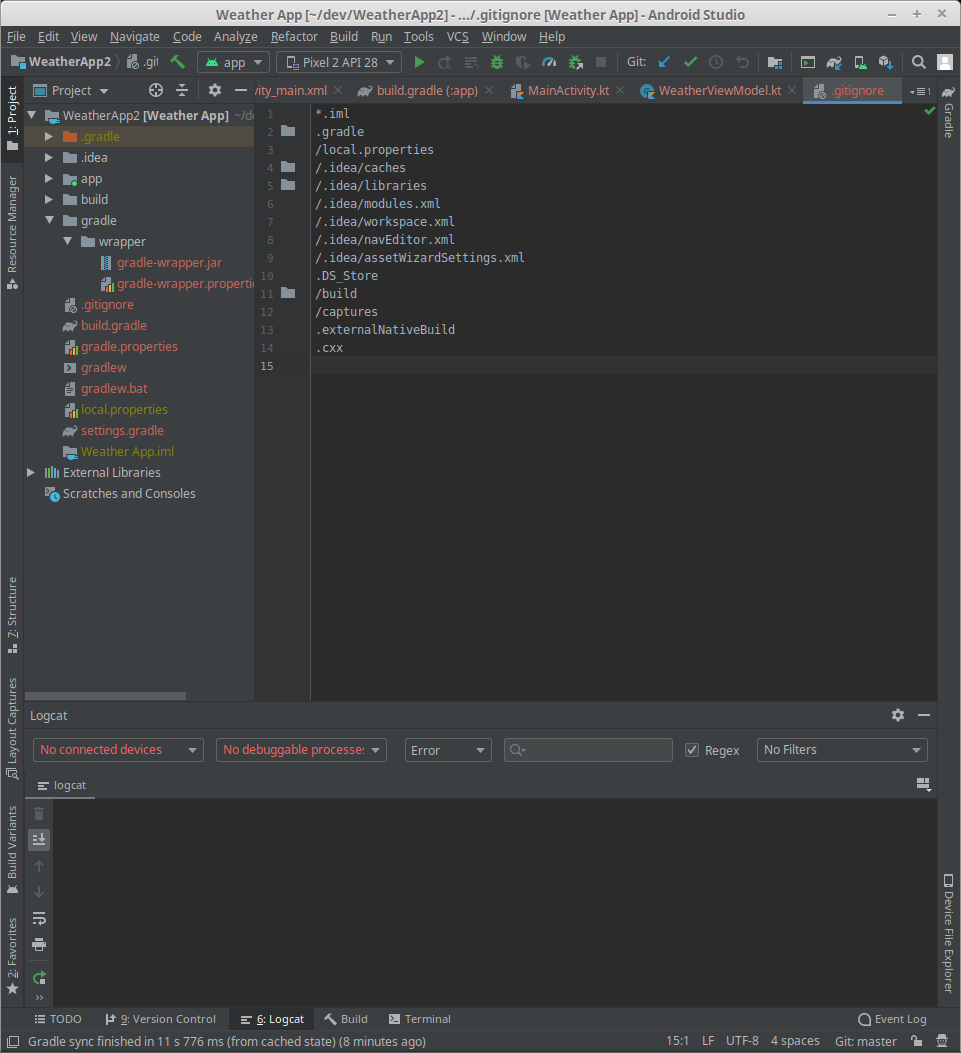 Weather App [~/dev/WeatherApp2] - .../.gitignore [Weather App] - Android Studio
File Edit View Navigate Code Analyze Refactor Build Run Tools VCS Window Help
WeatherApp2 .git app Pixel 2 API 28 Git:
Project vity_main.xml build.gradle (:app) MainActivity.kt WeatherViewModel.kt .gitignore 1
1: Project
Resource Manager
7: Structure
Layout Captures
Build Variants
2: Favorites
WeatherApp2 [Weather App] ~/d
.gradle
.idea
app
build
gradle
wrapper
gradle-wrapper.jar
gradle-wrapper.properti
.gitignore
build.gradle
gradle.properties
gradlew
gradlew.bat
local.properties
settings.gradle
Weather App.iml
External Libraries
Scratches and Consoles
1 *.iml
2 .gradle
3 /local.properties
4 /.idea/caches
5 /.idea/libraries
6 /.idea/modules.xml
7 /.idea/workspace.xml
8 /.idea/navEditor.xml
9 /.idea/assetWizardSettings.xml
10 .DS_Store
11 /build
12 /captures
13 .externalNativeBuild
14 .cxx
15
Gradle
Device File Explorer
Logcat
No connected devices No debuggable processes Error Regex No Filters
logcat
TODO 9: Version Control 6: Logcat Build Terminal Event Log
Gradle sync finished in 11 s 776 ms (from cached state) (8 minutes ago) 15:1 LF UTF-8 4 spaces Git: master